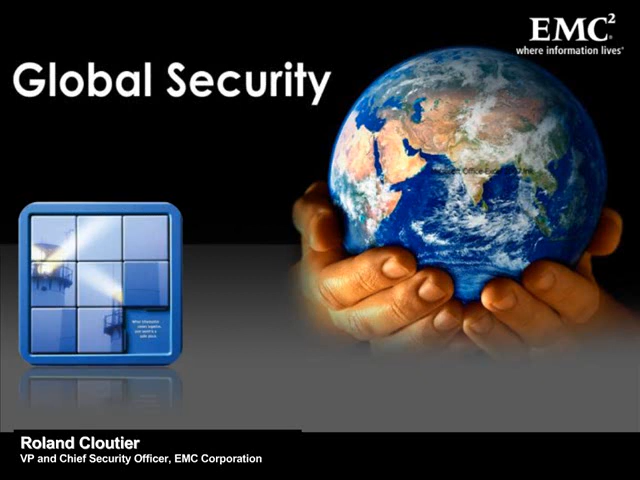 EMC²
where information lives®
Global Security
Roland Cloutier
VP and Chief Security Officer, EMC Corporation